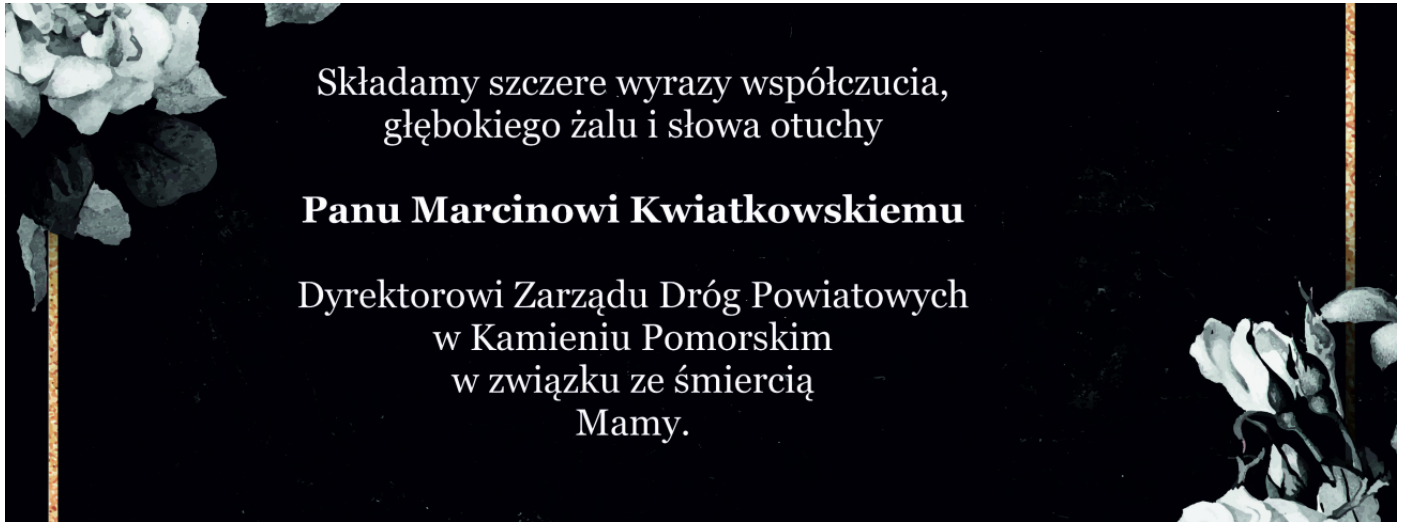 Składamy szczere wyrazy współczucia,
głębokiego żalu i słowa otuchy
Panu Marcinowi Kwiatkowskiemu
Dyrektorowi Zarządu Dróg Powiatowych
w Kamieniu Pomorskim
w związku ze śmiercią
Mamy.